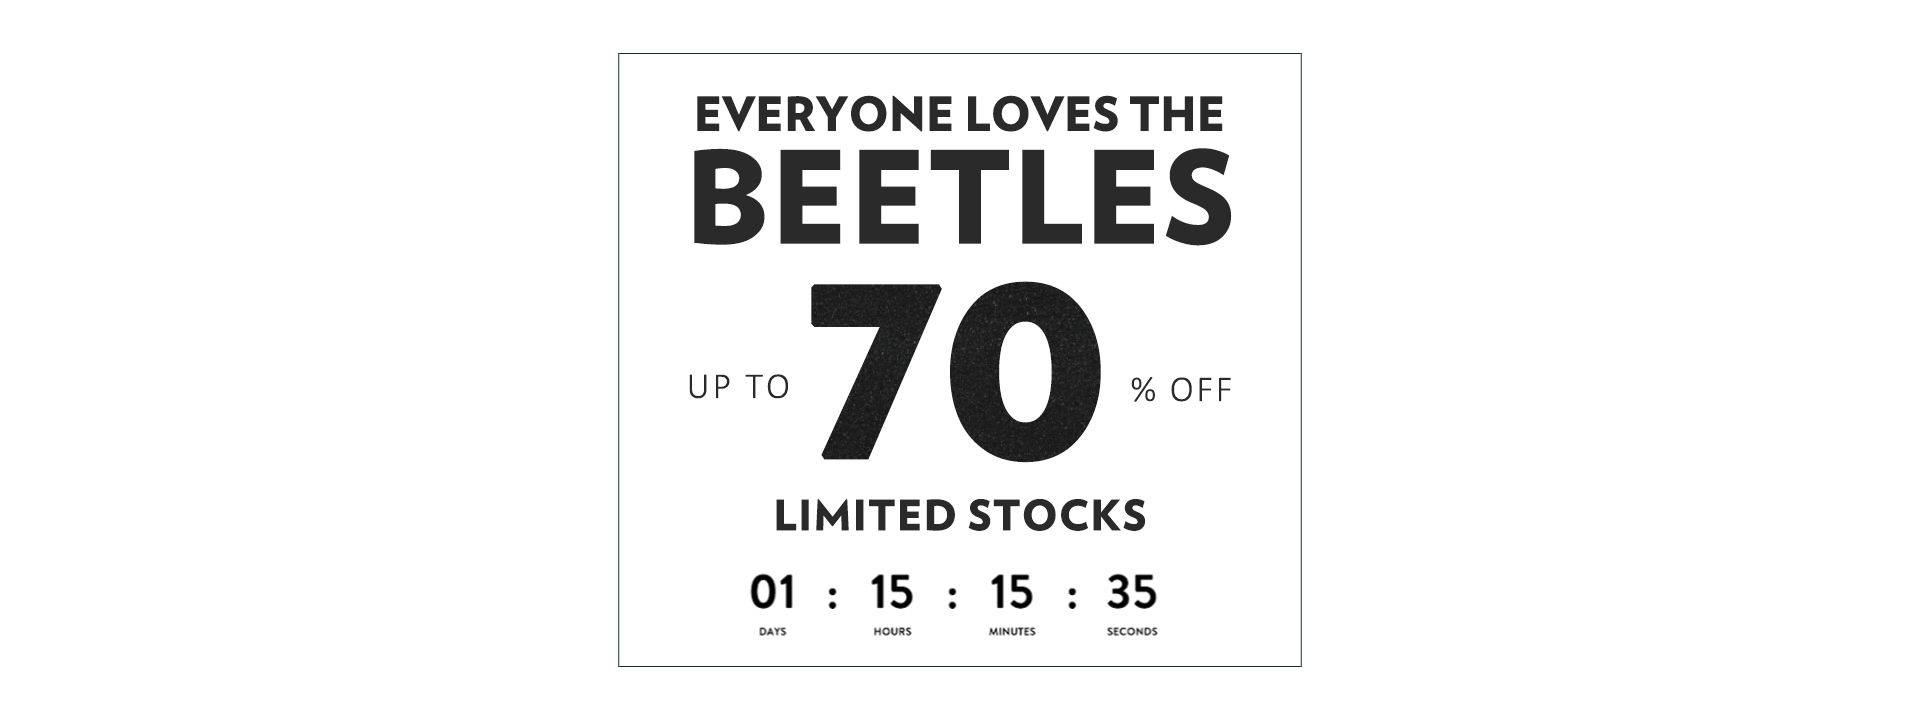 EVERYONE LOVES THE
BEETLES
UP TO 70 % OFF
LIMITED STOCKS
01 : 15 : 15 : 35
DAYS HOURS MINUTES SECONDS